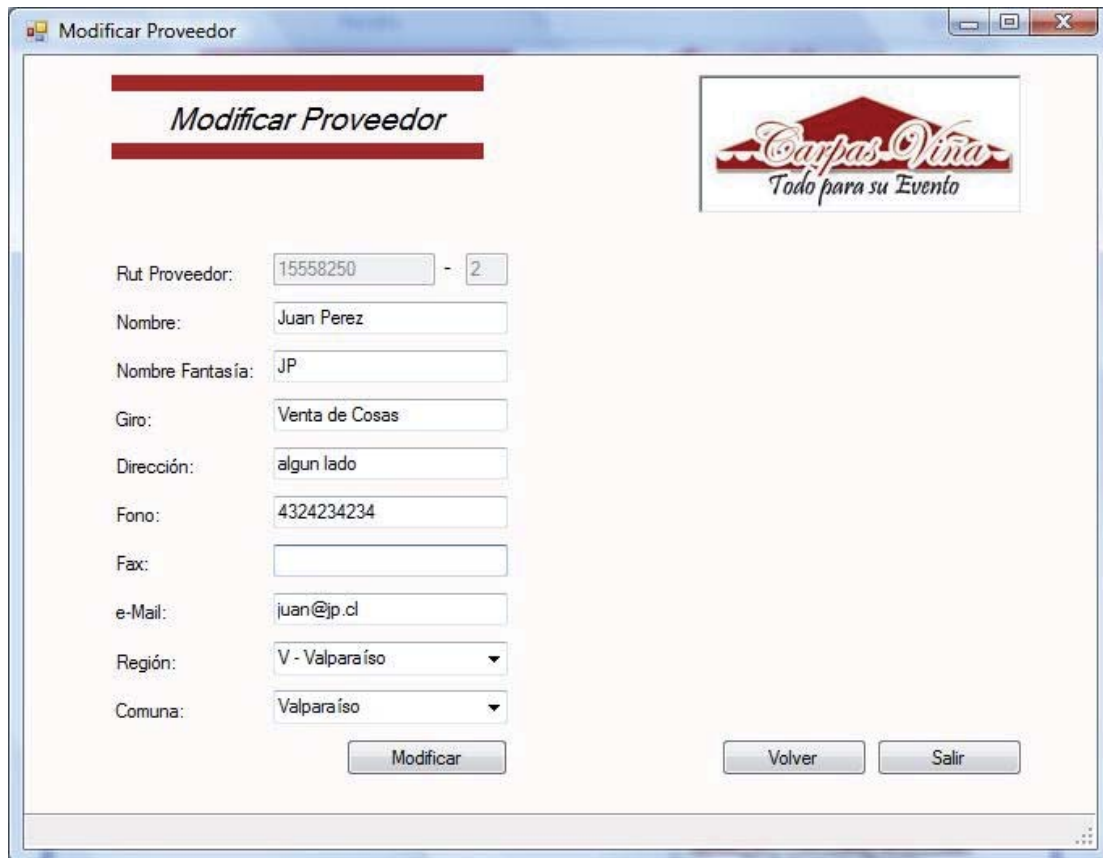 Modificar Proveedor
Modificar Proveedor
Carpas Viña
Todo para su Evento
Rut Proveedor: 15558250 - 2
Nombre: Juan Perez
Nombre Fantasía: JP
Giro: Venta de Cosas
Dirección: algun lado
Fono: 4324234234
Fax:
e-Mail: juan@jp.cl
Región: V - Valparaíso
Comuna: Valparaíso
Modificar Volver Salir